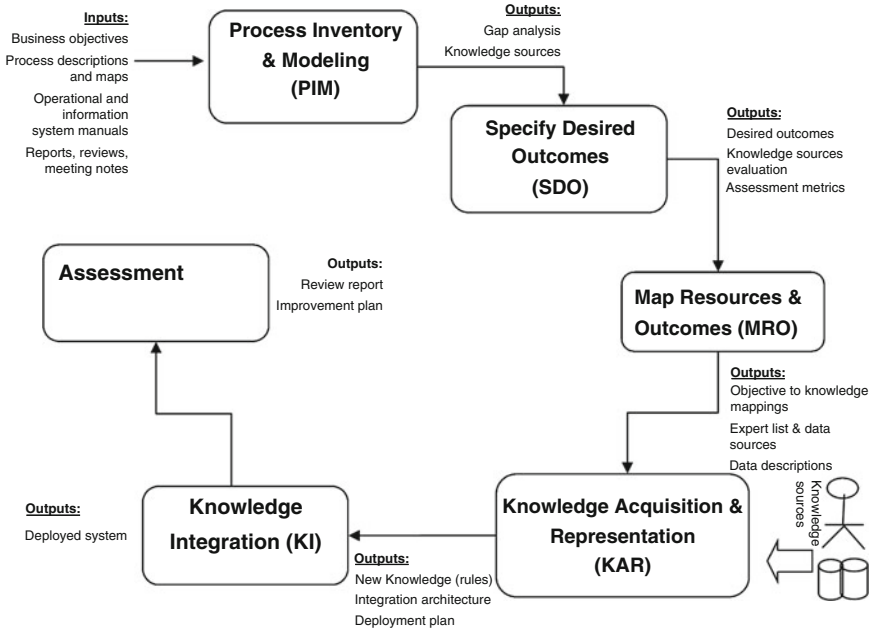 Inputs:
Business objectives
Process descriptions
and maps
Operational and
information
system manuals
Reports, reviews,
meeting notes
Process Inventory
& Modeling
(PIM)
Outputs:
Gap analysis
Knowledge sources
Specify Desired
Outcomes
(SDO)
Outputs:
Desired outcomes
Knowledge sources
evaluation
Assessment metrics
Map Resources &
Outcomes (MRO)
Outputs:
Objective to knowledge
mappings
Expert list & data
sources
Data descriptions
Knowledge
sources
Knowledge Acquisition &
Representation
(KAR)
Outputs:
New Knowledge (rules)
Integration architecture
Deployment plan
Knowledge
Integration (KI)
Outputs:
Deployed system
Assessment
Outputs:
Review report
Improvement plan